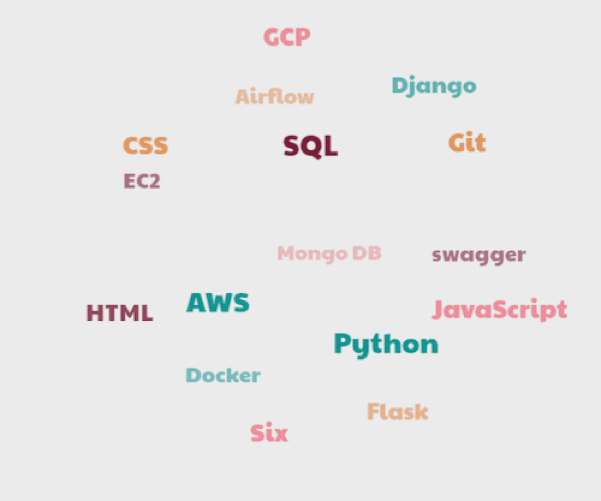 GCP
Django
Airflow
CSS
SQL
Git
EC2
Mongo DB
swagger
AWS
HTML
JavaScript
Python
Docker
Flask
Six